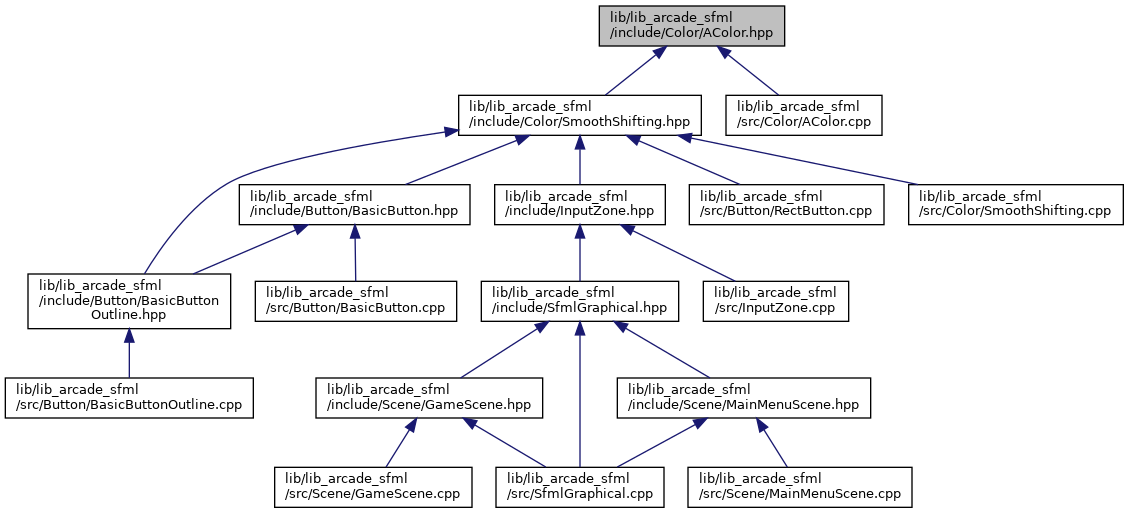 lib/lib_arcade_sfml
/include/Color/AColor.hpp
lib/lib_arcade_sfml
/include/Color/SmoothShifting.hpp
lib/lib_arcade_sfml
/src/Color/AColor.cpp
lib/lib_arcade_sfml
/include/Button/BasicButton.hpp
lib/lib_arcade_sfml
/include/InputZone.hpp
lib/lib_arcade_sfml
/src/Button/RectButton.cpp
lib/lib_arcade_sfml
/src/Color/SmoothShifting.cpp
lib/lib_arcade_sfml
/include/Button/BasicButton
Outline.hpp
lib/lib_arcade_sfml
/src/Button/BasicButton.cpp
lib/lib_arcade_sfml
/include/SfmlGraphical.hpp
lib/lib_arcade_sfml
/src/InputZone.cpp
lib/lib_arcade_sfml
/src/Button/BasicButtonOutline.cpp
lib/lib_arcade_sfml
/include/Scene/GameScene.hpp
lib/lib_arcade_sfml
/include/Scene/MainMenuScene.hpp
lib/lib_arcade_sfml
/src/Scene/GameScene.cpp
lib/lib_arcade_sfml
/src/SfmlGraphical.cpp
lib/lib_arcade_sfml
/src/Scene/MainMenuScene.cpp